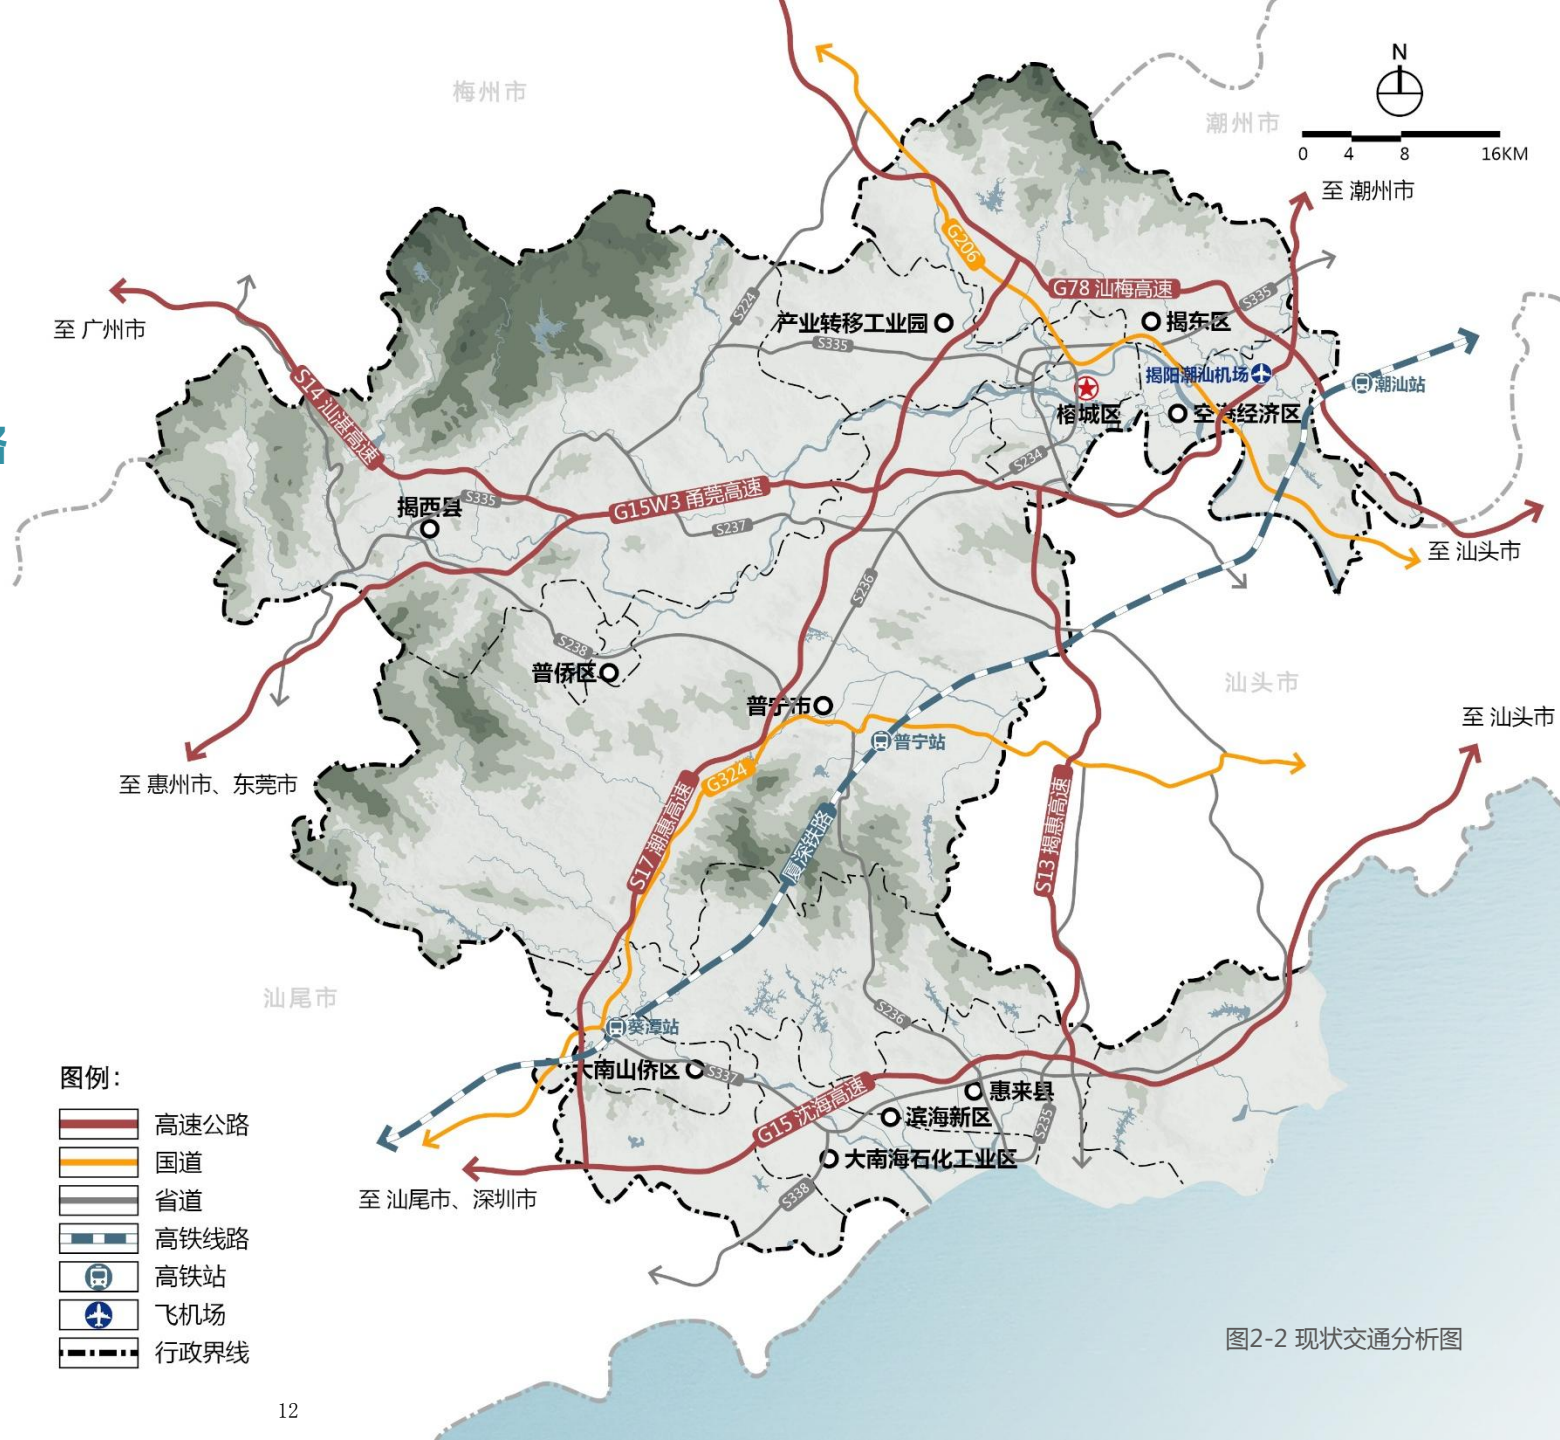 梅州市
潮州市
N
0 4 8 16KM
至 潮州市
G206
S224
G78 汕梅高速
S335
至 广州市
产业转移工业园
S335
揭东区
揭阳潮汕机场
潮汕站
S14 汕湛高速
榕城区
空港经济区
S234
揭西县
S335
G15W3 甬莞高速
S237
至 汕头市
S236
S238
普侨区
汕头市
普宁市
至 汕头市
普宁站
至 惠州市、东莞市
G324
S17 潮惠高速
厦深铁路
S13 揭惠高速
汕尾市
S236
葵潭站
大南山侨区
S337
惠来县
G15 沈海高速
滨海新区
S235
大南海石化工业区
至 汕尾市、深圳市
S338
图例：
高速公路
国道
省道
高铁线路
高铁站
飞机场
行政界线
图2-2 现状交通分析图
12